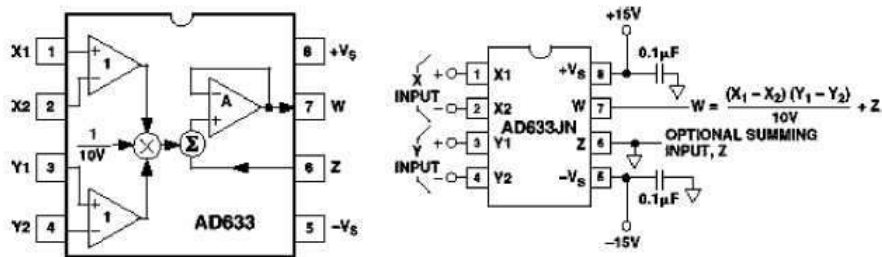 X1 1
X2 2
1
1
10V
Y1 3
Y2 4
1
A
Σ
AD633
8 +VS
7 W
6 Z
5 −VS
+15V
0.1μF
X INPUT
+
−
1 X1
2 X2
Y INPUT
+
−
3 Y1
4 Y2
AD633JN
+VS 8
W 7
Z 6
−VS 5
W = (X1 − X2) (Y1 − Y2) / 10V + Z
OPTIONAL SUMMING
INPUT, Z
0.1μF
−15V